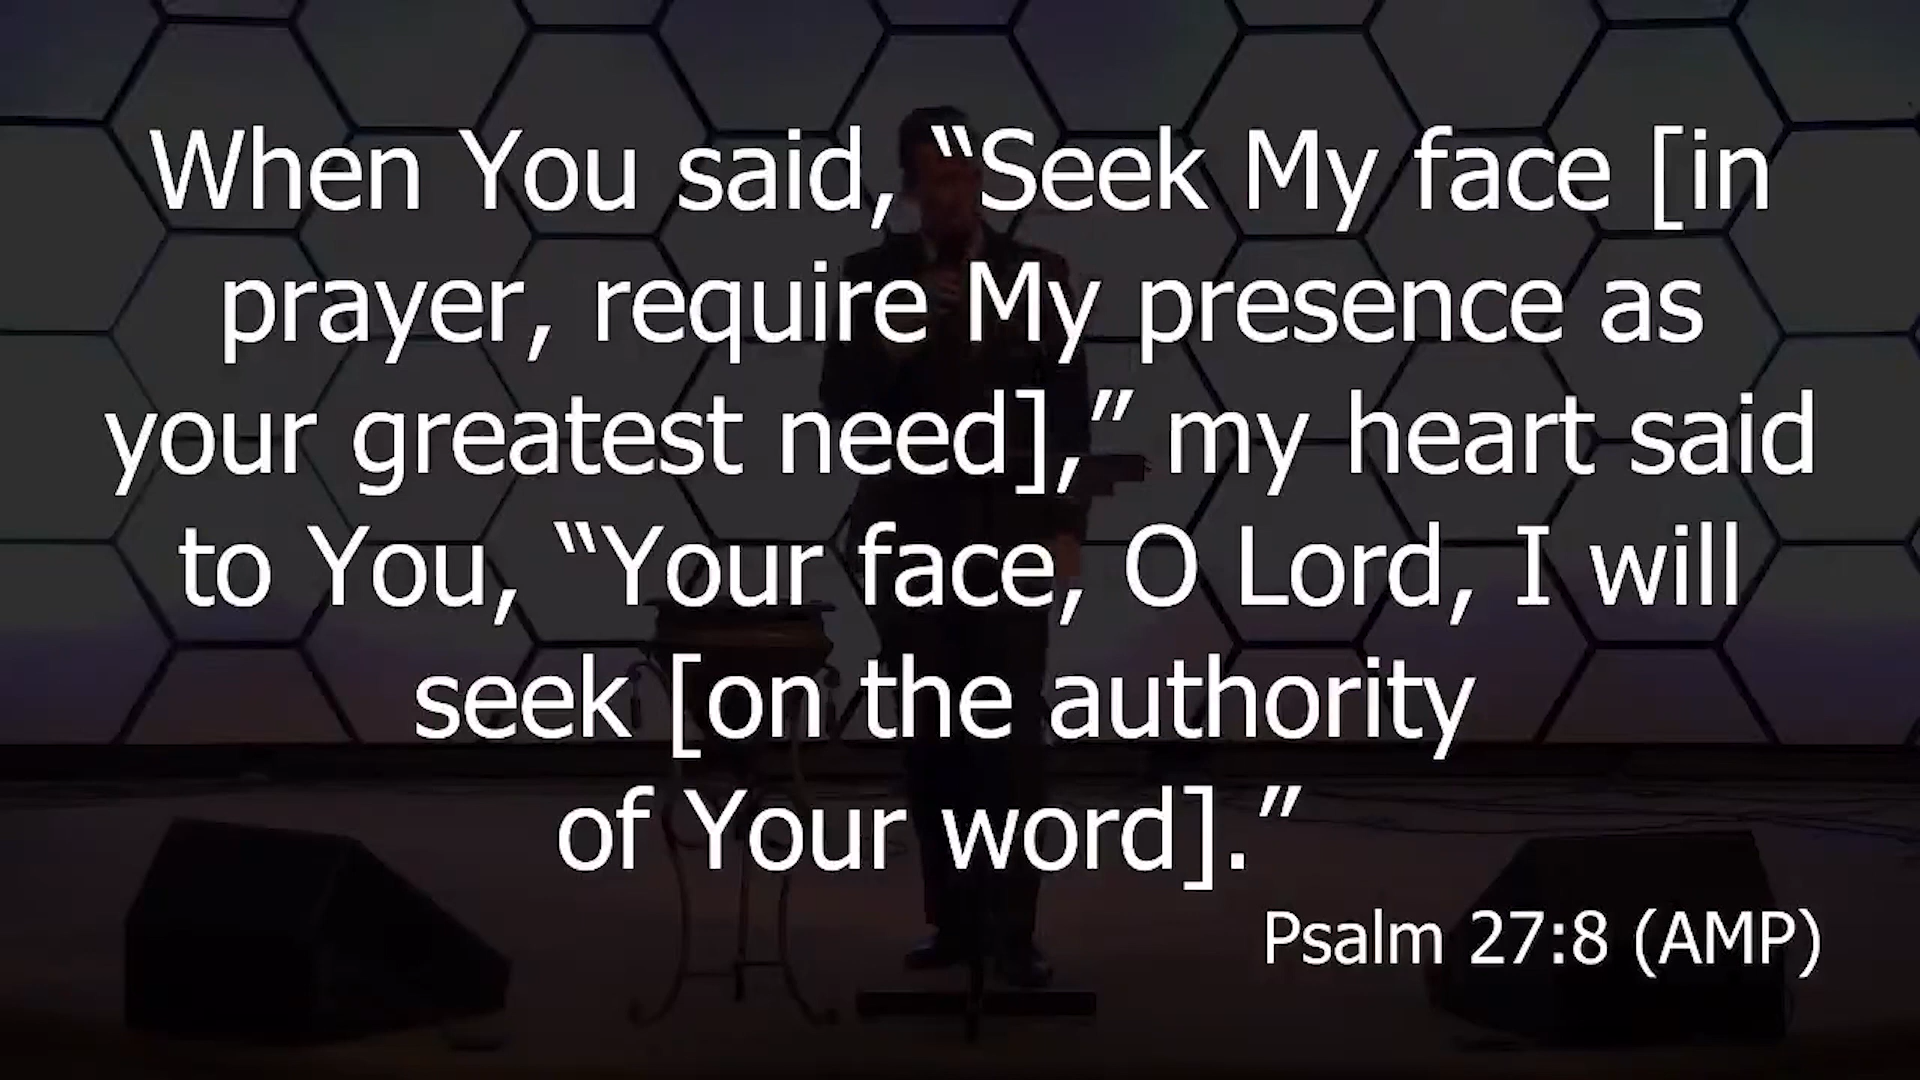 When You said, “Seek My face [in
prayer, require My presence as
your greatest need],” my heart said
to You, “Your face, O Lord, I will
seek [on the authority
of Your word].”
Psalm 27:8 (AMP)